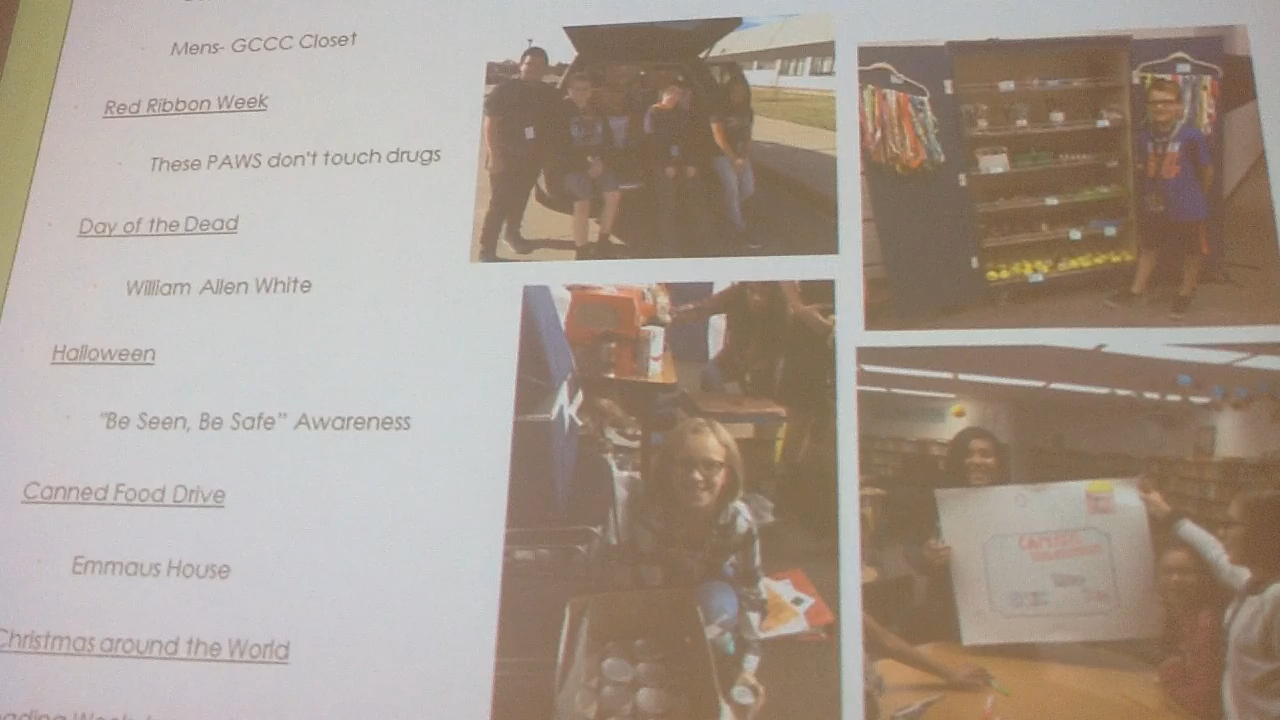 Mens- GCCC Closet
Red Ribbon Week
These PAWS don't touch drugs
Day of the Dead
William Allen White
Halloween
"Be Seen, Be Safe" Awareness
Canned Food Drive
Emmaus House
Christmas around the World